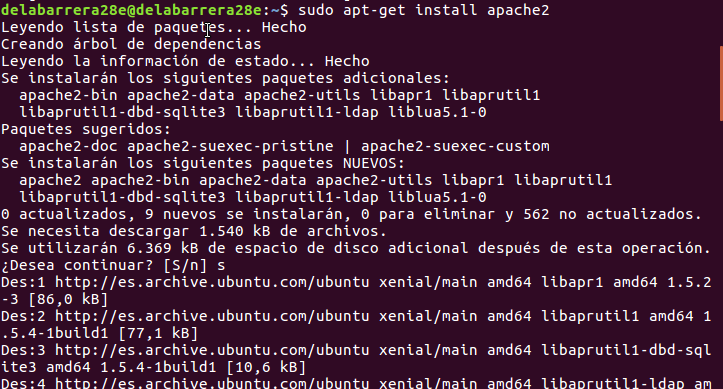 delabarrera28e@delabarrera28e:~$ sudo apt-get install apache2
Leyendo lista de paquetes... Hecho
Creando árbol de dependencias
Leyendo la información de estado... Hecho
Se instalarán los siguientes paquetes adicionales:
  apache2-bin apache2-data apache2-utils libapr1 libaprutil1
  libaprutil1-dbd-sqlite3 libaprutil1-ldap liblua5.1-0
Paquetes sugeridos:
  apache2-doc apache2-suexec-pristine | apache2-suexec-custom
Se instalarán los siguientes paquetes NUEVOS:
  apache2 apache2-bin apache2-data apache2-utils libapr1 libaprutil1
  libaprutil1-dbd-sqlite3 libaprutil1-ldap liblua5.1-0
0 actualizados, 9 nuevos se instalarán, 0 para eliminar y 562 no actualizados.
Se necesita descargar 1.540 kB de archivos.
Se utilizarán 6.369 kB de espacio de disco adicional después de esta operación.
¿Desea continuar? [S/n] s
Des:1 http://es.archive.ubuntu.com/ubuntu xenial/main amd64 libapr1 amd64 1.5.2
-3 [86,0 kB]
Des:2 http://es.archive.ubuntu.com/ubuntu xenial/main amd64 libaprutil1 amd64 1
.5.4-1build1 [77,1 kB]
Des:3 http://es.archive.ubuntu.com/ubuntu xenial/main amd64 libaprutil1-dbd-sql
ite3 amd64 1.5.4-1build1 [10,6 kB]
Des:4 http://es.archive.ubuntu.com/ubuntu xenial/main amd64 libaprutil1-ldap am